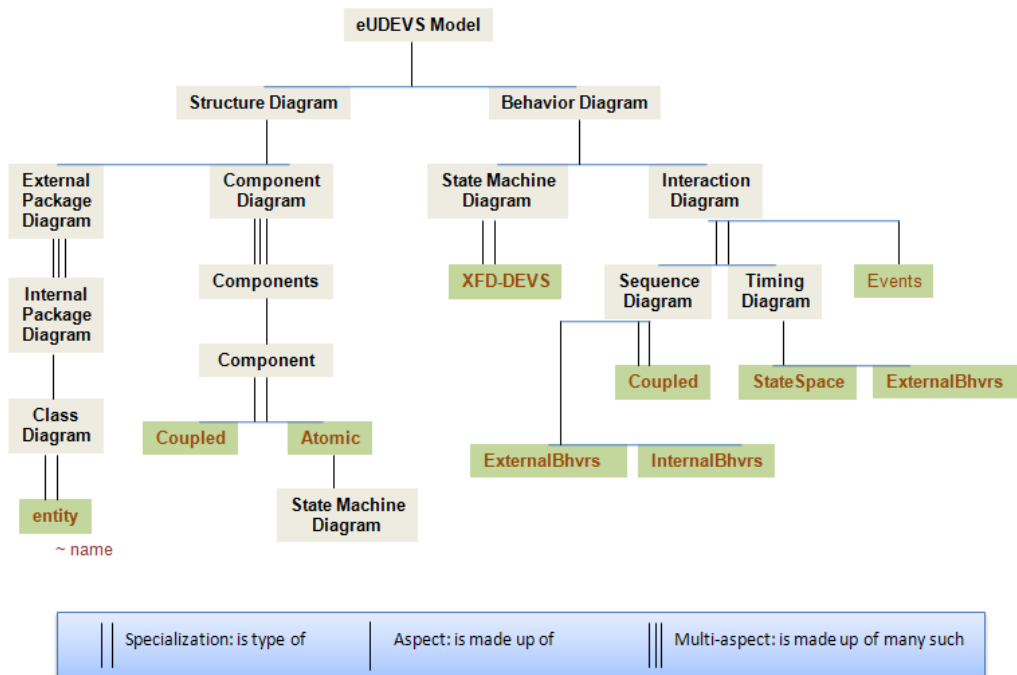 eUDEVS Model
Structure Diagram
Behavior Diagram
External
Package
Diagram
Component
Diagram
State Machine
Diagram
Interaction
Diagram
Internal
Package
Diagram
Components
XFD-DEVS
Sequence
Diagram
Timing
Diagram
Events
Component
Coupled
StateSpace
ExternalBhvrs
Class
Diagram
Coupled
Atomic
ExternalBhvrs
InternalBhvrs
entity
~ name
State Machine
Diagram
Specialization: is type of
Aspect: is made up of
Multi-aspect: is made up of many such